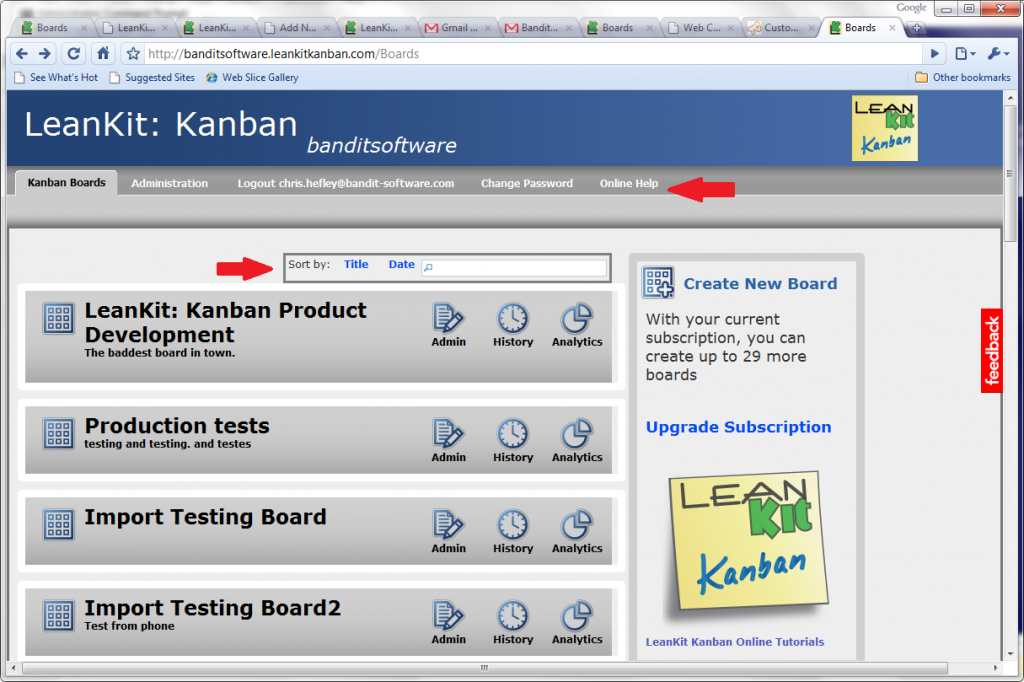 Google
Boards
LeanKi...
LeanKi...
Add N...
LeanKi...
Gmail ...
Bandit...
Boards
Web C...
Custo...
Boards
http://banditsoftware.leankitkanban.com/Boards
See What's Hot
Suggested Sites
Web Slice Gallery
Other bookmarks
LeanKit: Kanban
banditsoftware
LEAN
Kit
Kanban
Kanban Boards
Administration
Logout chris.hefley@bandit-software.com
Change Password
Online Help
Sort by: Title Date
LeanKit: Kanban Product
Development
The baddest board in town.
Admin
History
Analytics
Production tests
testing and testing. and testes
Admin
History
Analytics
Import Testing Board
Admin
History
Analytics
Import Testing Board2
Test from phone
Admin
History
Analytics
Create New Board
With your current
subscription, you can
create up to 29 more
boards
Upgrade Subscription
LEAN
Kit
Kanban
LeanKit Kanban Online Tutorials
feedback